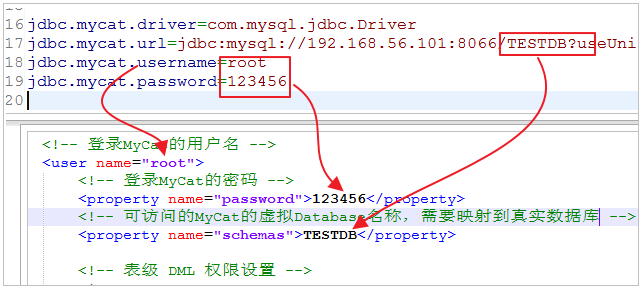 16 jdbc.mycat.driver=com.mysql.jdbc.Driver
17 jdbc.mycat.url=jdbc:mysql://192.168.56.101:8066/TESTDB?useUni
18 jdbc.mycat.username=root
19 jdbc.mycat.password=123456
20
<!-- 登录MyCat的用户名 -->
<user name="root">
<!-- 登录MyCat的密码 -->
<property name="password">123456</property>
<!-- 可访问的MyCat的虚拟Database名称，需要映射到真实数据库 -->
<property name="schemas">TESTDB</property>
<!-- 表级 DML 权限设置 -->